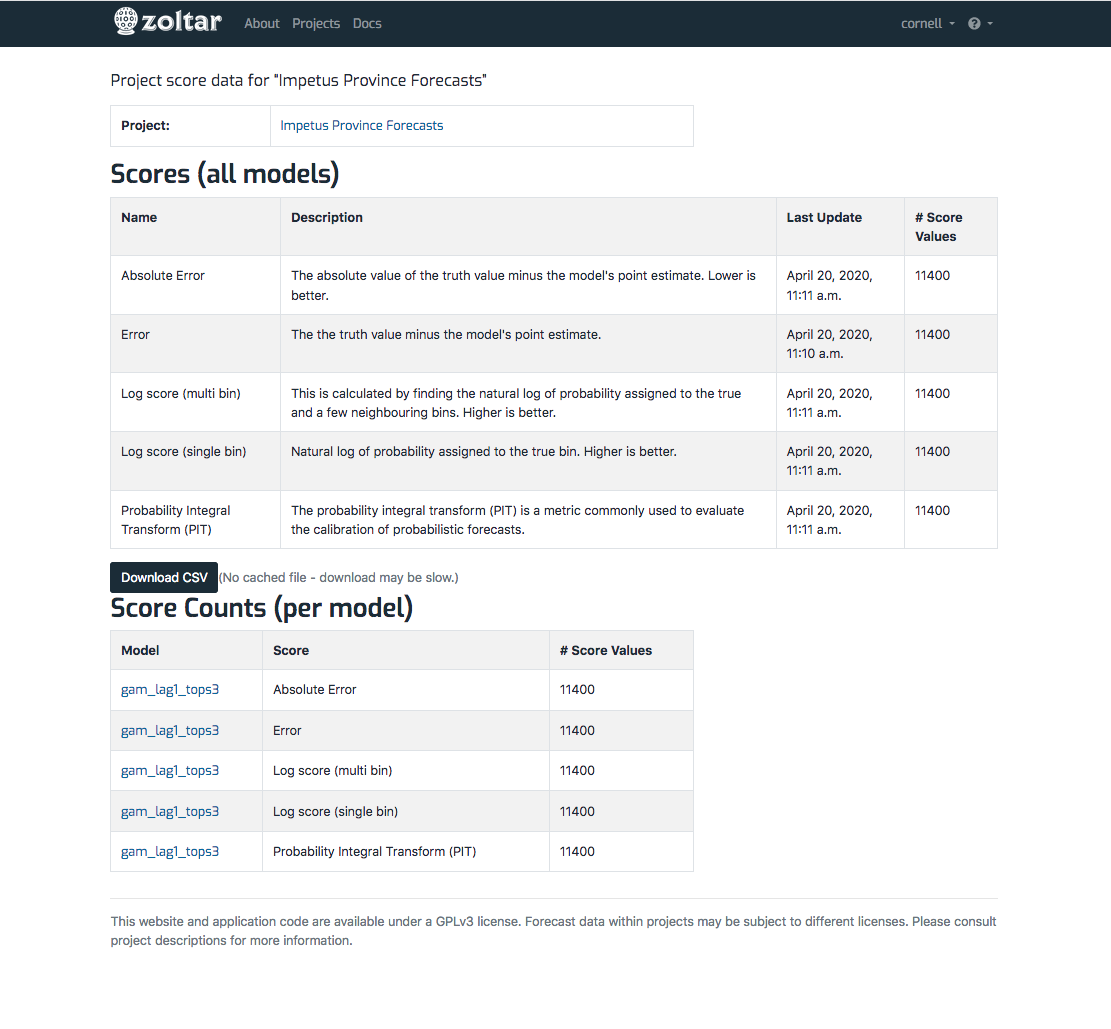 zoltar About Projects Docs cornell
Project score data for "Impetus Province Forecasts"
Project: Impetus Province Forecasts
Scores (all models)
Name Description Last Update # Score
Values
Absolute Error The absolute value of the truth value minus the model's point estimate. Lower is April 20, 2020, 11400
better. 11:11 a.m.
Error The the truth value minus the model's point estimate. April 20, 2020, 11400
11:10 a.m.
Log score (multi bin) This is calculated by finding the natural log of probability assigned to the true April 20, 2020, 11400
and a few neighbouring bins. Higher is better. 11:11 a.m.
Log score (single bin) Natural log of probability assigned to the true bin. Higher is better. April 20, 2020, 11400
11:11 a.m.
Probability Integral The probability integral transform (PIT) is a metric commonly used to evaluate April 20, 2020, 11400
Transform (PIT) the calibration of probabilistic forecasts. 11:11 a.m.
Download CSV (No cached file - download may be slow.)
Score Counts (per model)
Model Score # Score Values
gam_lag1_tops3 Absolute Error 11400
gam_lag1_tops3 Error 11400
gam_lag1_tops3 Log score (multi bin) 11400
gam_lag1_tops3 Log score (single bin) 11400
gam_lag1_tops3 Probability Integral Transform (PIT) 11400
This website and application code are available under a GPLv3 license. Forecast data within projects may be subject to different licenses. Please consult
project descriptions for more information.